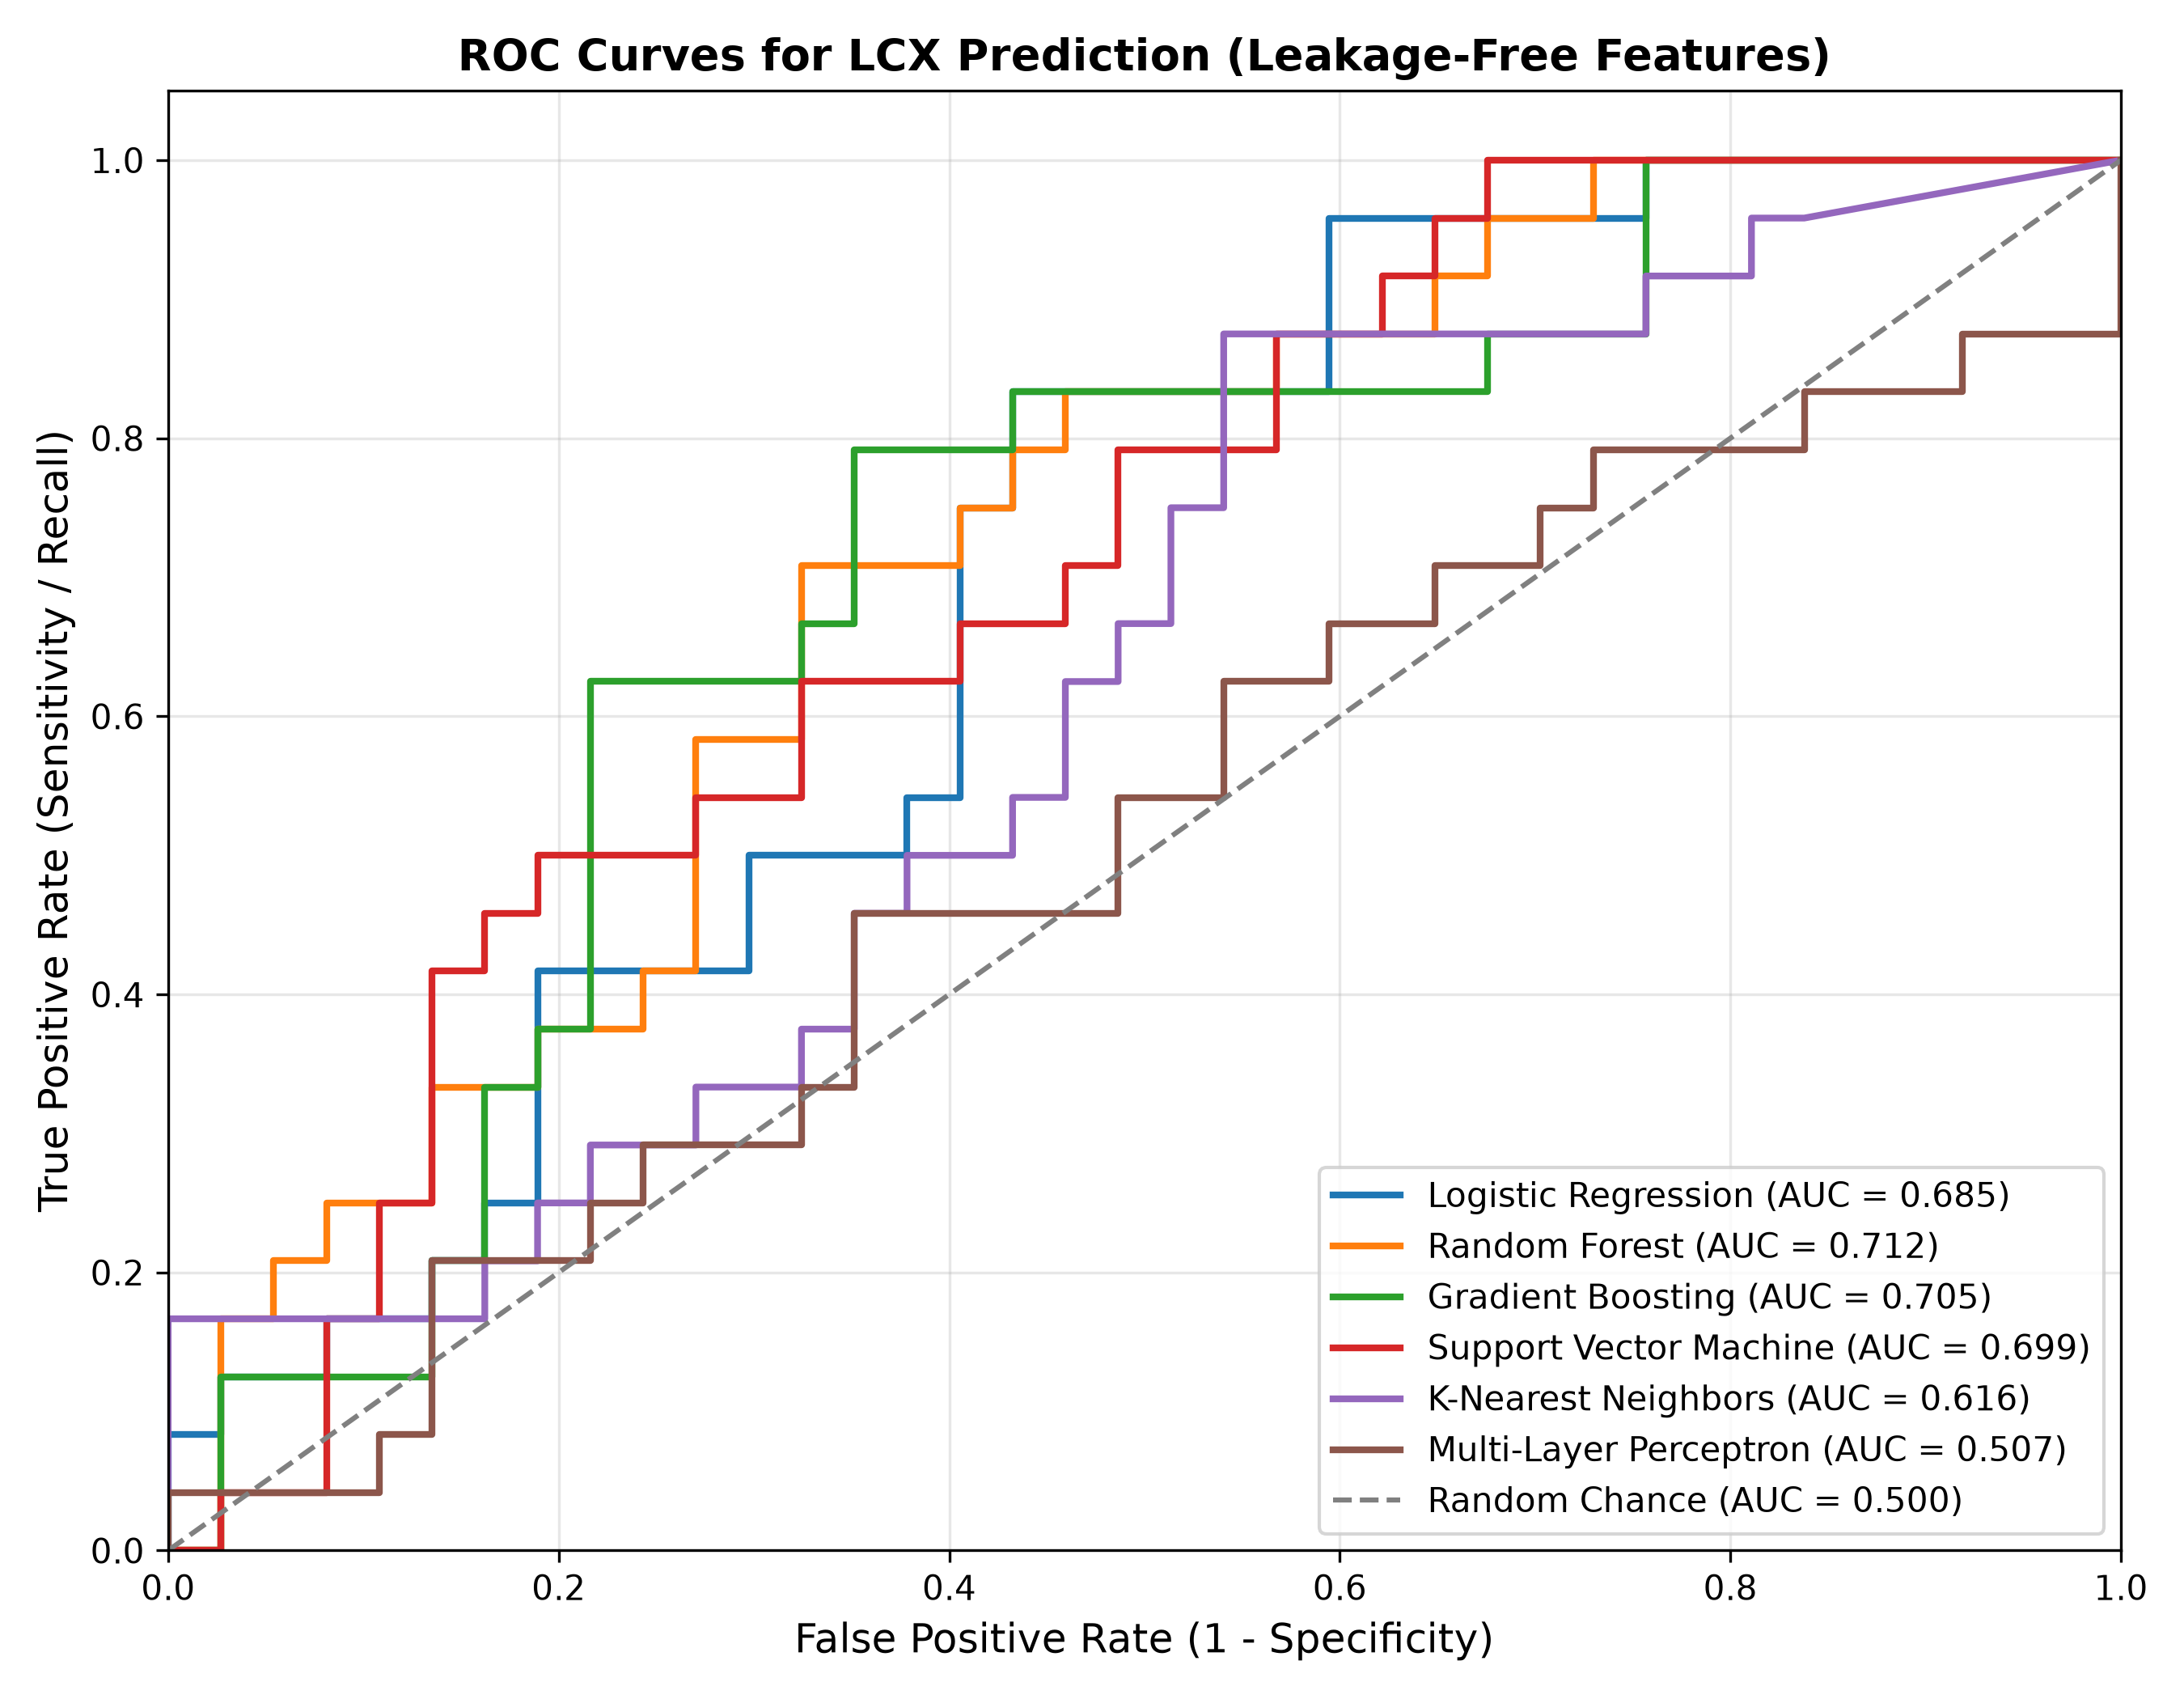 ROC Curves for LCX Prediction (Leakage-Free Features)
True Positive Rate (Sensitivity / Recall)
1.0
0.8
0.6
0.4
0.2
0.0
Logistic Regression (AUC = 0.685)
Random Forest (AUC = 0.712)
Gradient Boosting (AUC = 0.705)
Support Vector Machine (AUC = 0.699)
K-Nearest Neighbors (AUC = 0.616)
Multi-Layer Perceptron (AUC = 0.507)
Random Chance (AUC = 0.500)
0.0 0.2 0.4 0.6 0.8 1.0
False Positive Rate (1 - Specificity)